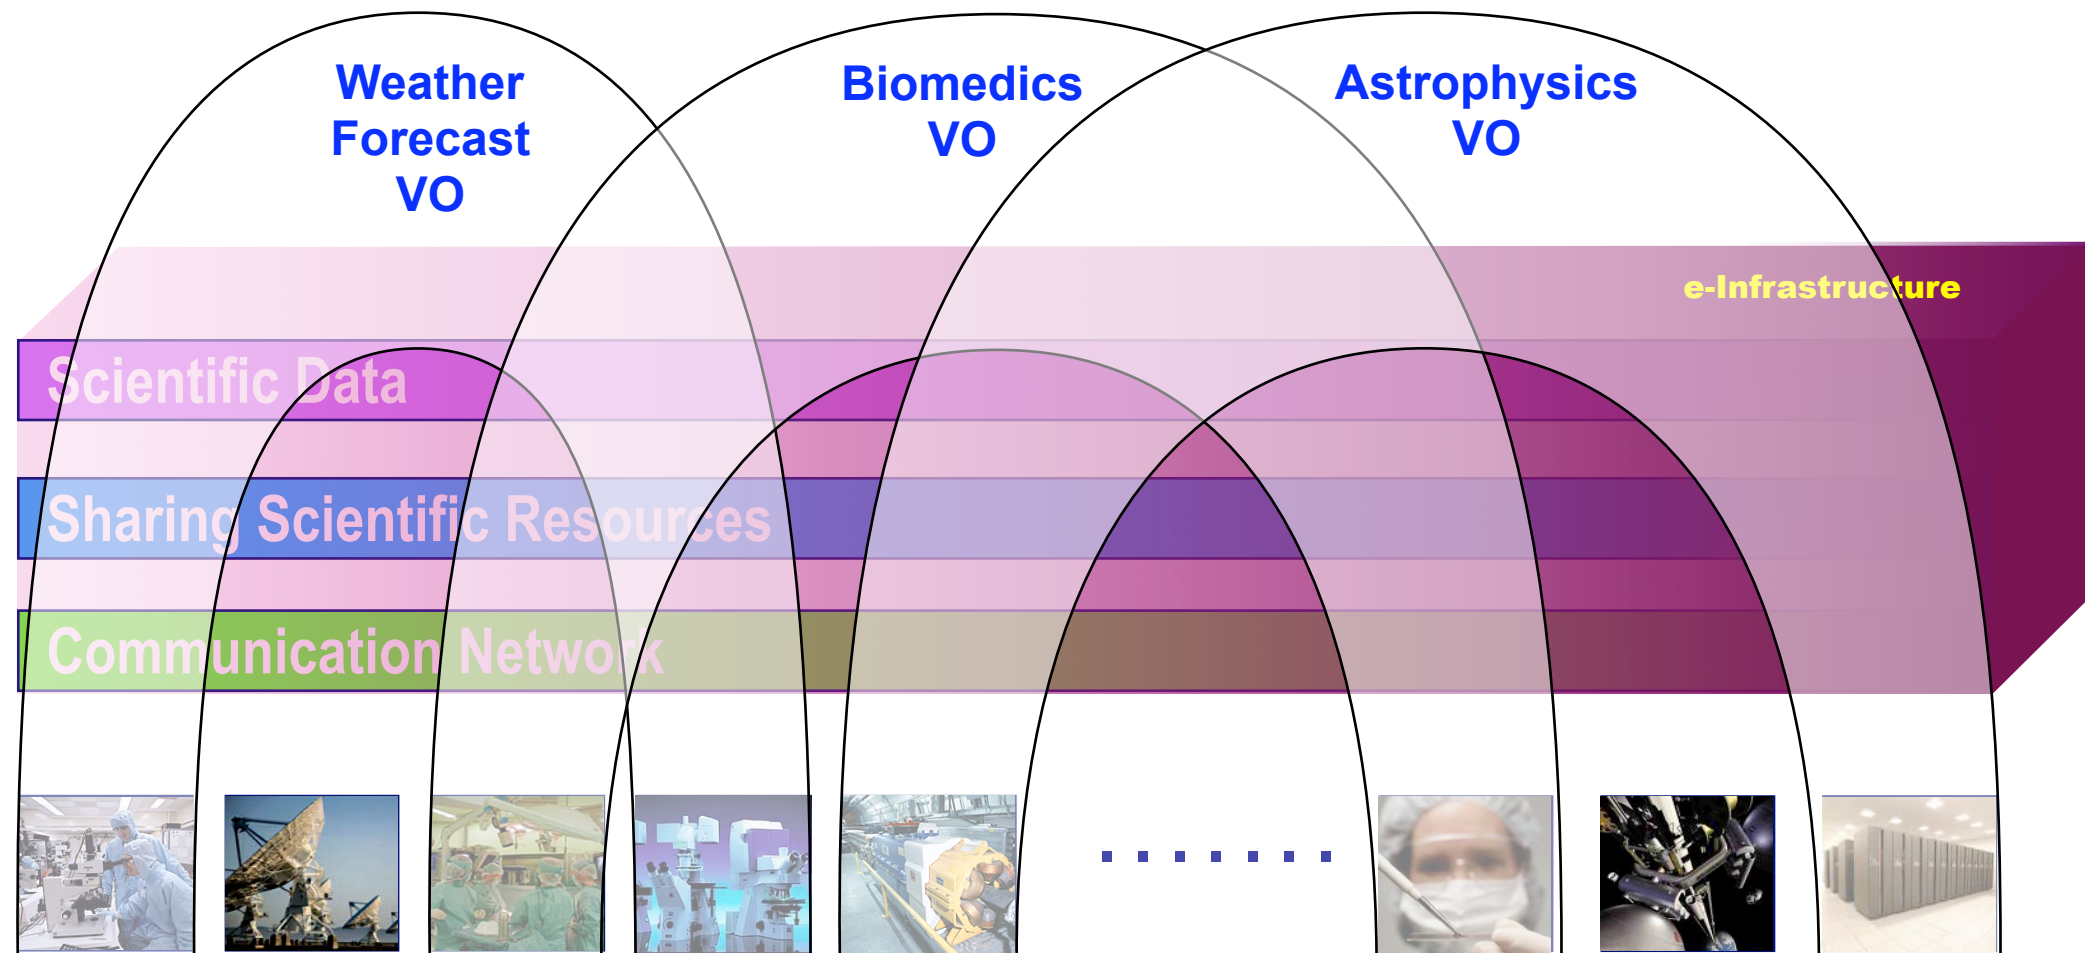 Weather
Forecast
VO
Biomedics
VO
Astrophysics
VO
e-Infrastructure
Scientific Data
Sharing Scientific Resources
Communication Network